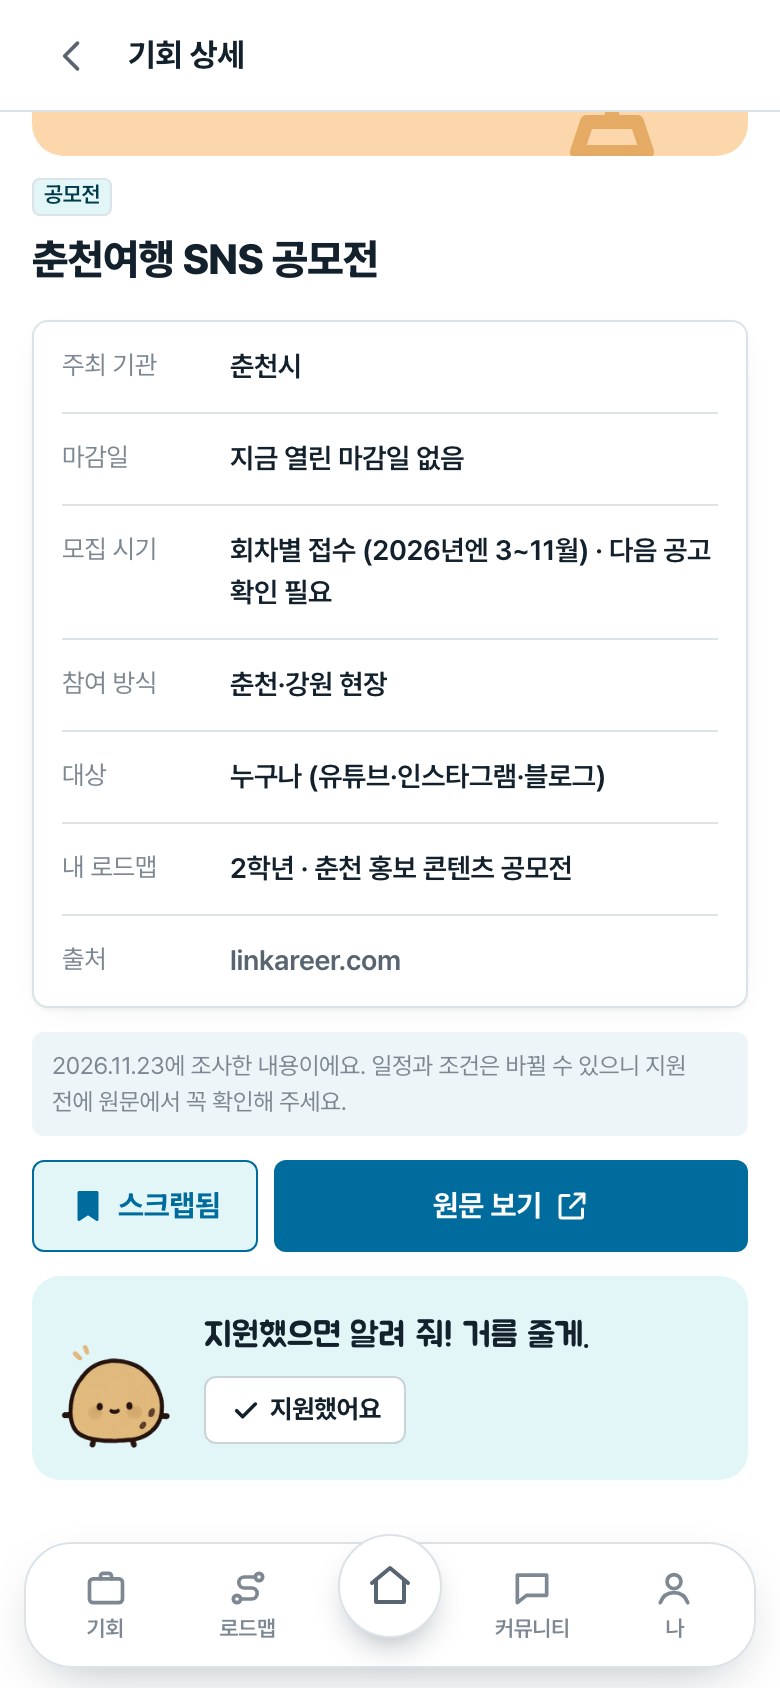 기회 상세
공모전
춘천여행 SNS 공모전
주최 기관 춘천시
마감일 지금 열린 마감일 없음
모집 시기 회차별 접수 (2026년엔 3~11월) · 다음 공고
확인 필요
참여 방식 춘천·강원 현장
대상 누구나 (유튜브·인스타그램·블로그)
내 로드맵 2학년 · 춘천 홍보 콘텐츠 공모전
출처 linkareer.com
2026.11.23에 조사한 내용이에요. 일정과 조건은 바뀔 수 있으니 지원
전에 원문에서 꼭 확인해 주세요.
스크랩됨 원문 보기
지원했으면 알려 줘! 거름 줄게.
지원했어요
기회 로드맵 커뮤니티 나